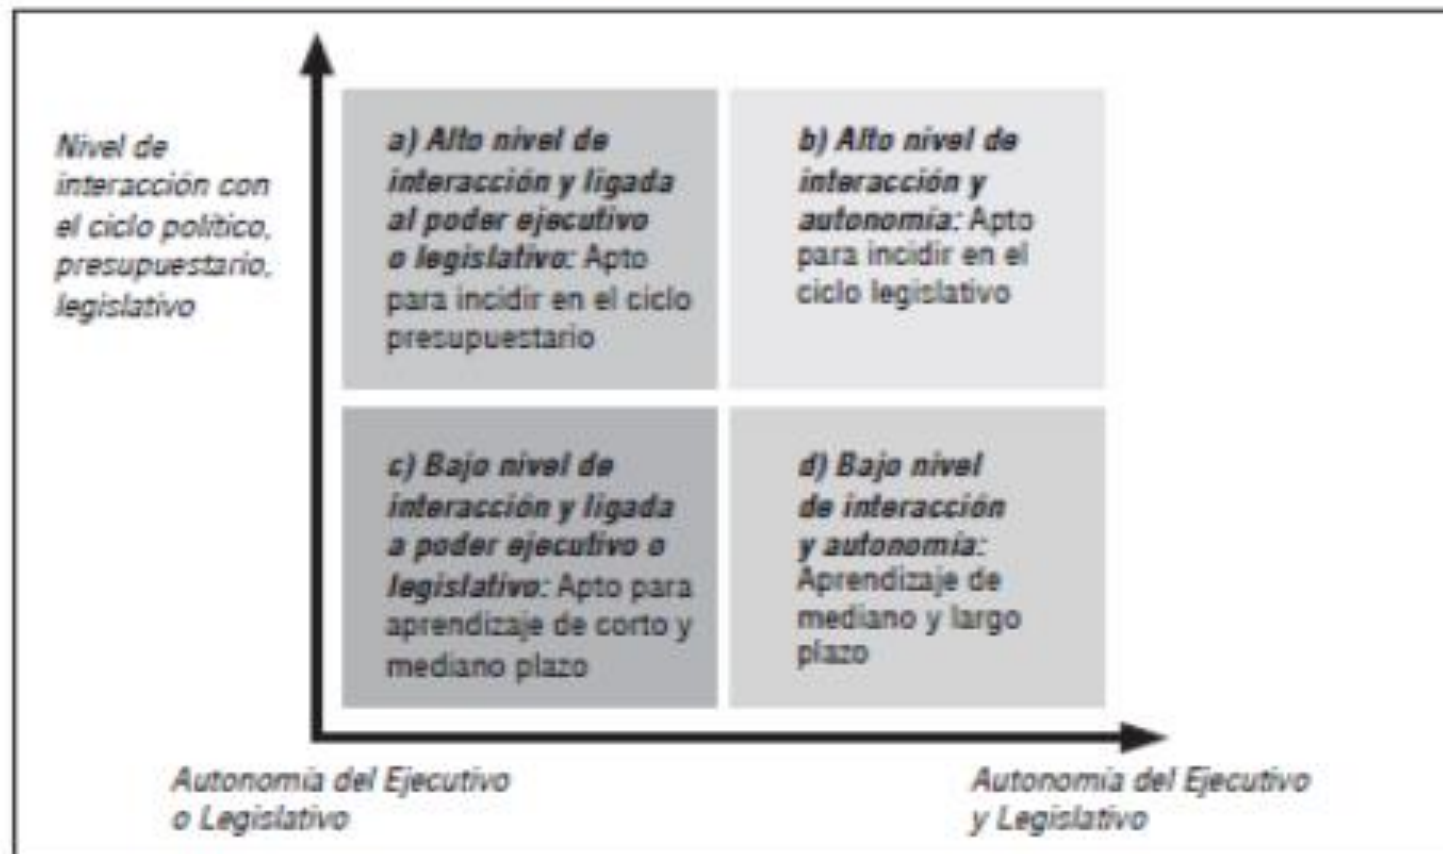 Nivel de
interacción con
el ciclo político,
presupuestario,
legislativo
a) Alto nivel de
interacción y ligada
al poder ejecutivo
o legislativo: Apto
para incidir en el ciclo
presupuestario
b) Alto nivel de
interacción y
autonomía: Apto
para incidir en el
ciclo legislativo
c) Bajo nivel de
interacción y ligada
a poder ejecutivo o
legislativo: Apto para
aprendizaje de corto y
mediano plazo
d) Bajo nivel
de interacción
y autonomía:
Aprendizaje de
mediano y largo
plazo
Autonomía del Ejecutivo
o Legislativo
Autonomía del Ejecutivo
y Legislativo